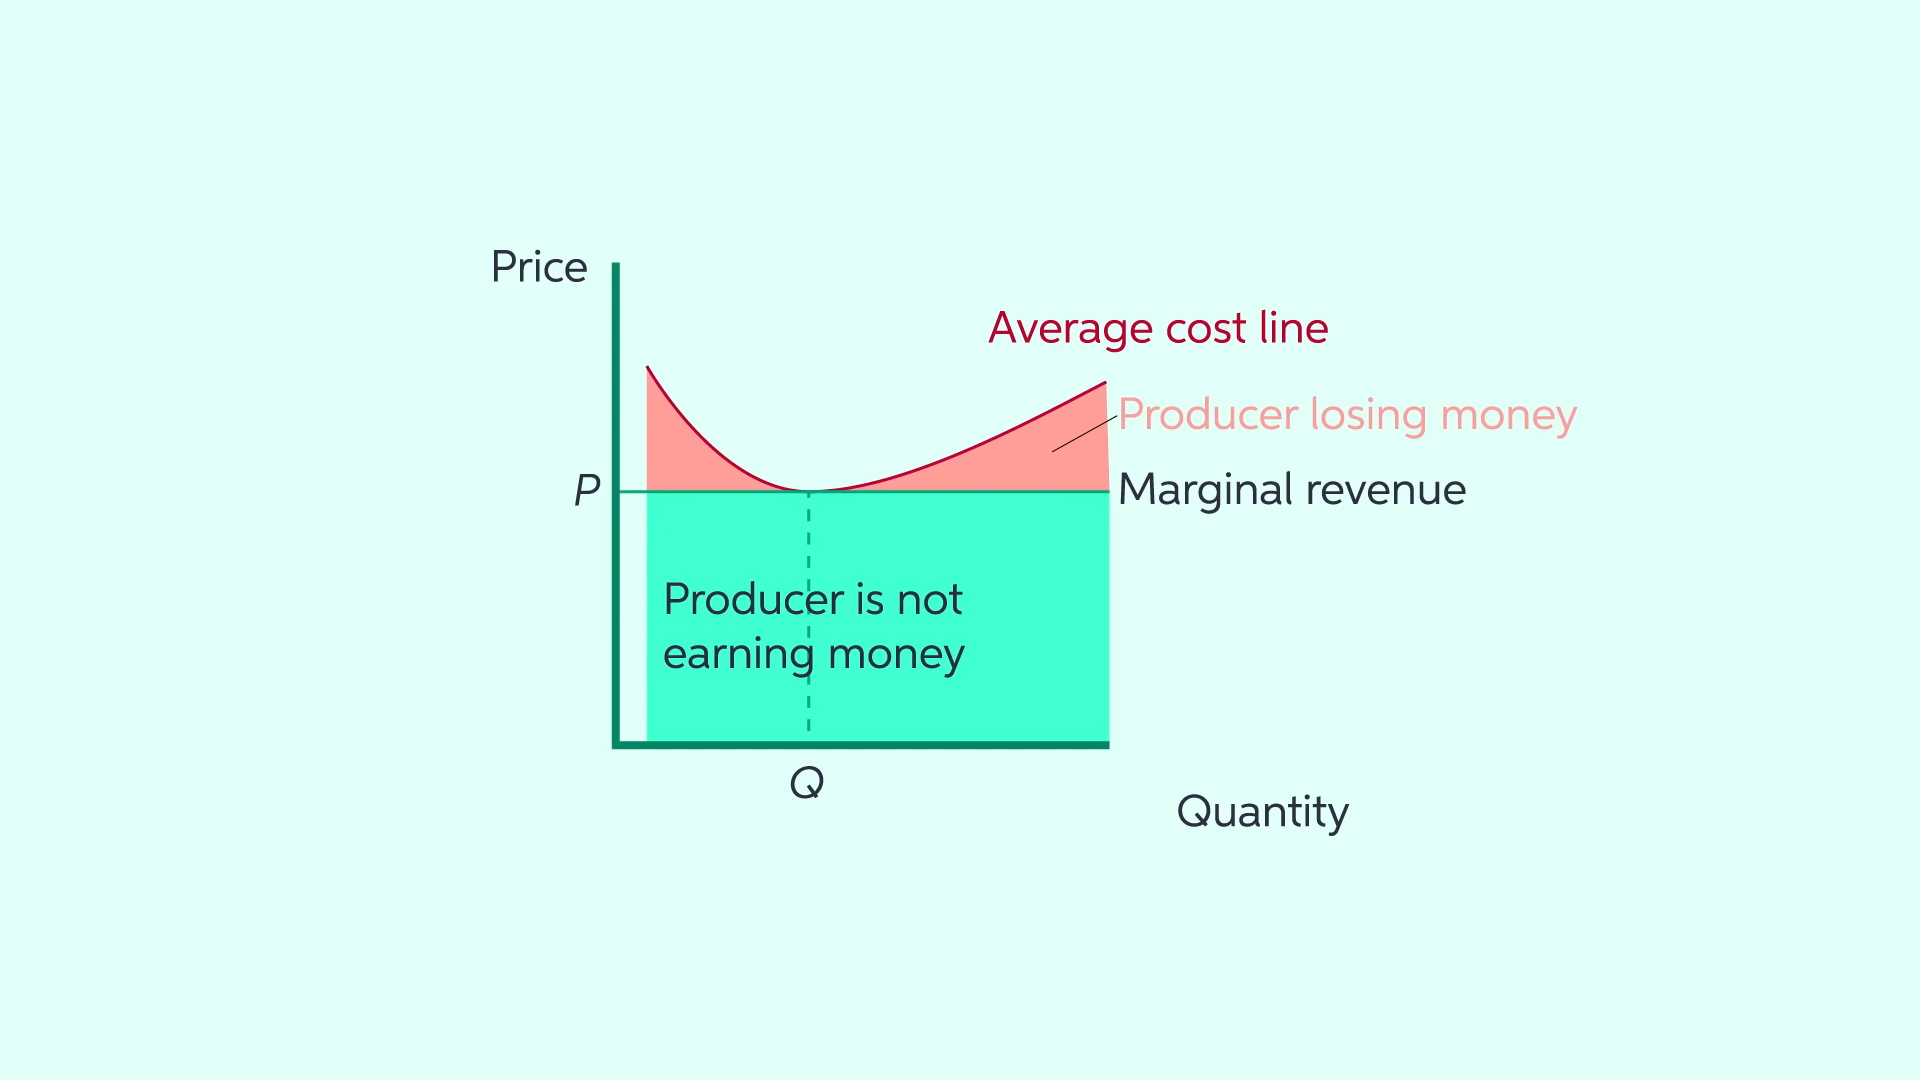 Price
Average cost line
Producer losing money
P
Marginal revenue
Producer is not
earning money
Q
Quantity